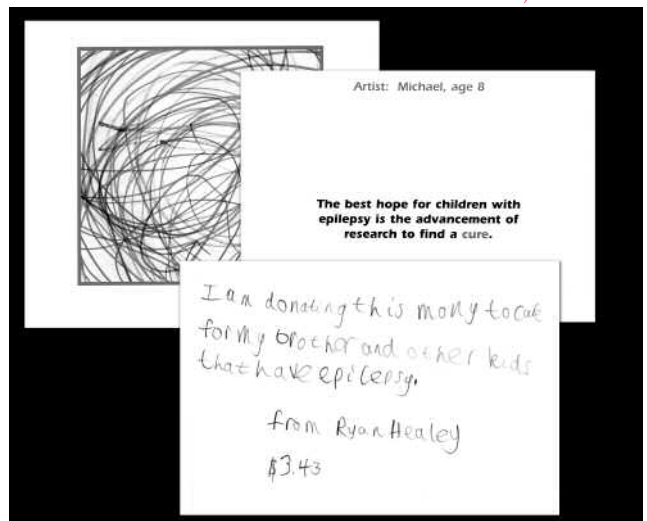 Artist: Michael, age 8
The best hope for children with
epilepsy is the advancement of
research to find a cure.
I am donating this mony to cure
for my brother and other kids
that have epilepsy.
from Ryan Healey
$3.43